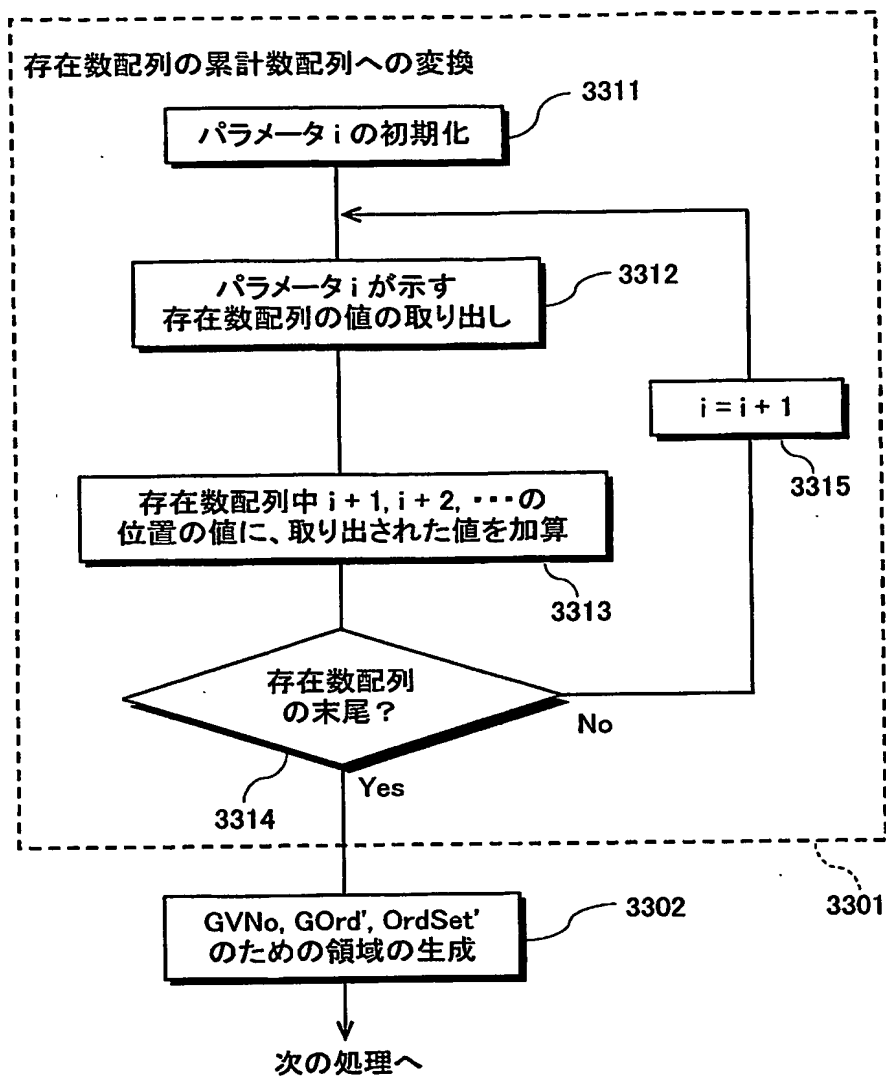 存在数配列の累計数配列への変換
3311
パラメータ i の初期化
パラメータ i が示す
存在数配列の値の取り出し
3312
i = i + 1
3315
存在数配列中 i + 1, i + 2, ・・・の
位置の値に、取り出された値を加算
3313
存在数配列
の末尾？
No
Yes
3314
3301
GVNo, GOrd', OrdSet'
のための領域の生成
3302
次の処理へ